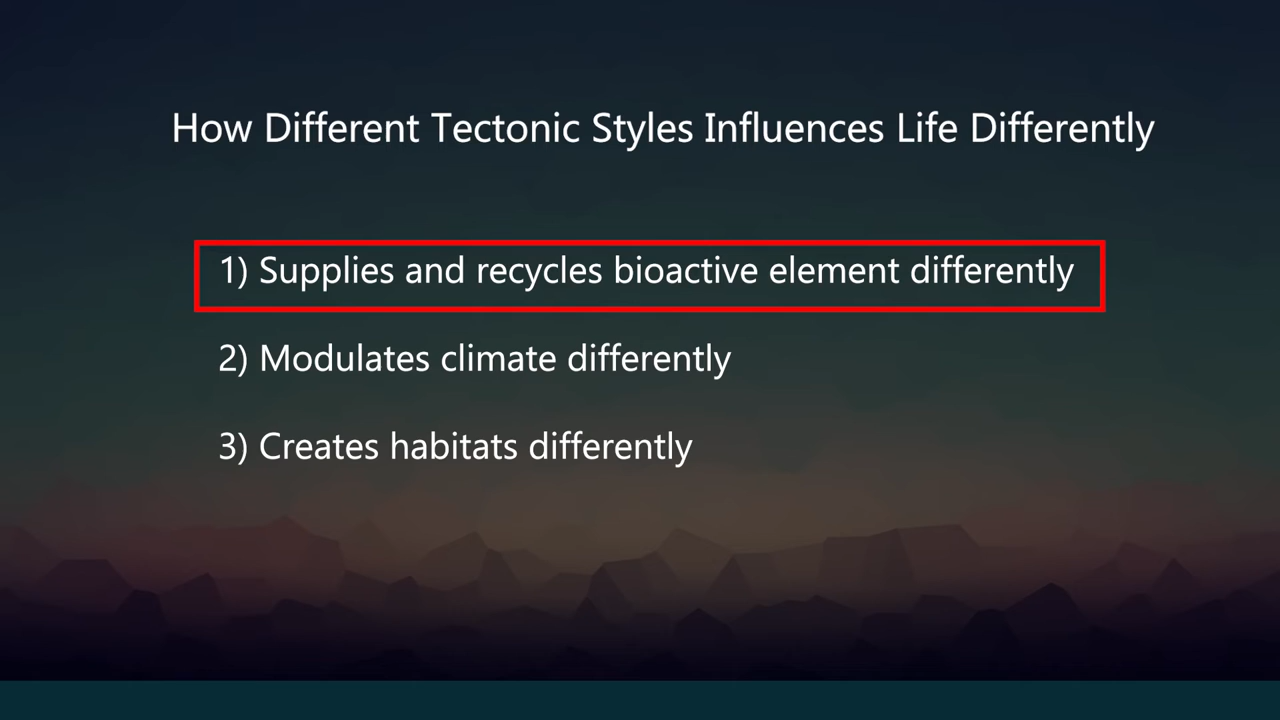 How Different Tectonic Styles Influences Life Differently
1) Supplies and recycles bioactive element differently
2) Modulates climate differently
3) Creates habitats differently